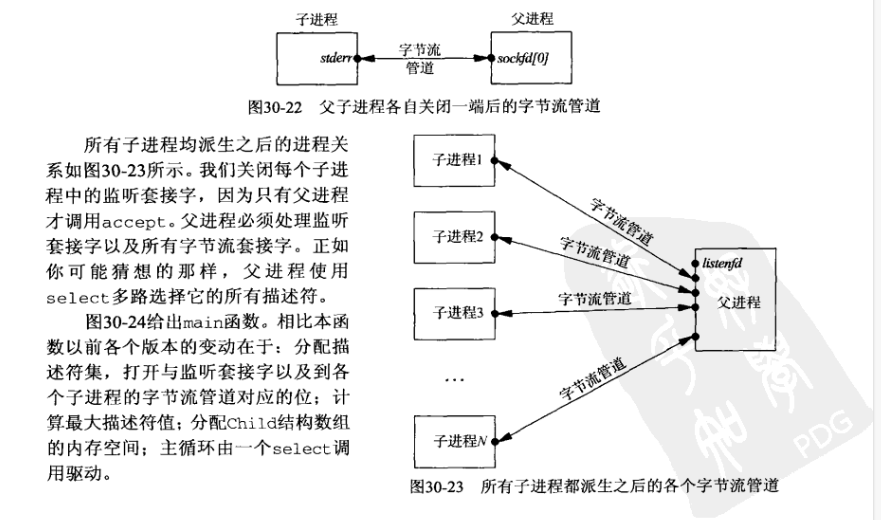 子进程
父进程
stderr
字节流
管道
sockfd[0]
图30-22 父子进程各自关闭一端后的字节流管道
所有子进程均派生之后的进程关
系如图30-23所示。我们关闭每个子进
程中的监听套接字，因为只有父进程
才调用accept。父进程必须处理监听
套接字以及所有字节流套接字。正如
你可能猜想的那样，父进程使用
select多路选择它的所有描述符。
图30-24给出main函数。相比本函
数以前各个版本的变动在于：分配描
述符集，打开与监听套接字以及到各
个子进程的字节流管道对应的位；计
算最大描述符值；分配Child结构数组
的内存空间；主循环由一个select调
用驱动。
子进程1
字节流管道
子进程2
字节流管道
listenfd
父进程
子进程3
字节流管道
...
字节流管道
子进程N
图30-23 所有子进程都派生之后的各个字节流管道
PDG